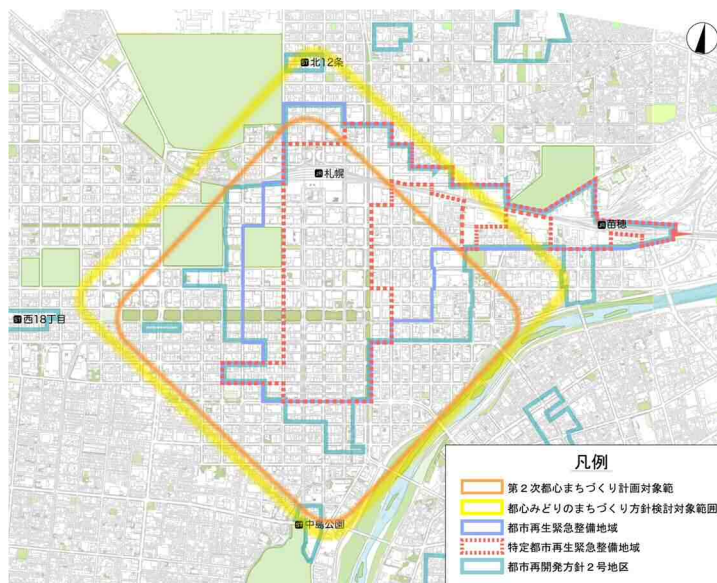 北12条
札幌
苗穂
西18丁目
中島公園
凡例
第2次都心まちづくり計画対象範
都心みどりのまちづくり方針検討対象範囲
都市再生緊急整備地域
特定都市再生緊急整備地域
都市再開発方針2号地区